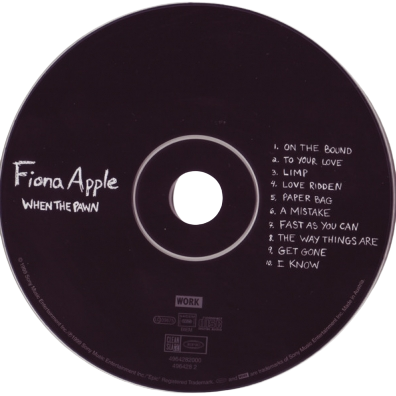 Fiona Apple
WHEN THE PAWN
1. ON THE BOUND
2. TO YOUR LOVE
3. LIMP
4. LOVE RIDDEN
5. PAPER BAG
6. A MISTAKE
7. FAST AS YOU CAN
8. THE WAY THINGS ARE
9. GET GONE
10. I KNOW
WORK